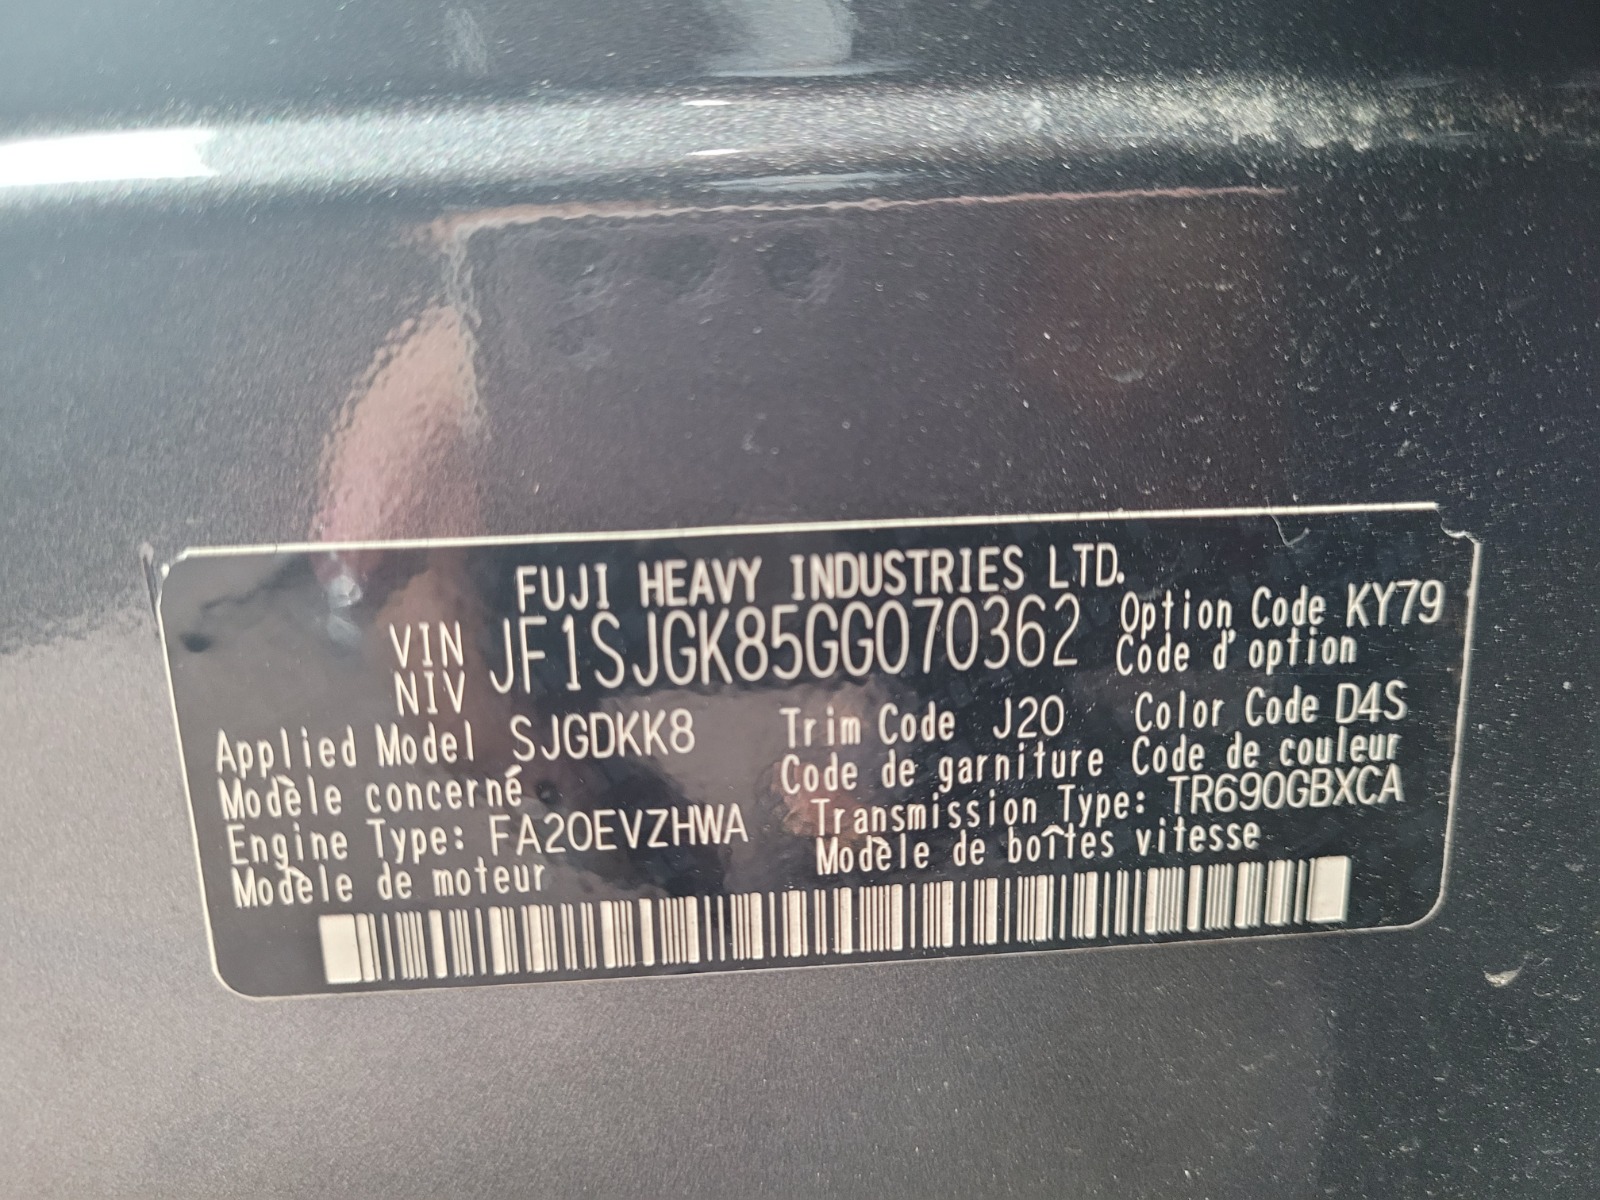 FUJI HEAVY INDUSTRIES LTD.
VIN JF1SJGK85GG070362 Option Code KY79
NIV Code d'option
Applied Model SJGDKK8 Trim Code J20 Color Code D4S
Modèle concerné Code de garniture Code de couleur
Engine Type: FA20EVZHWA Transmission Type: TR690GBXCA
Modèle de moteur Modèle de boîtes vitesse